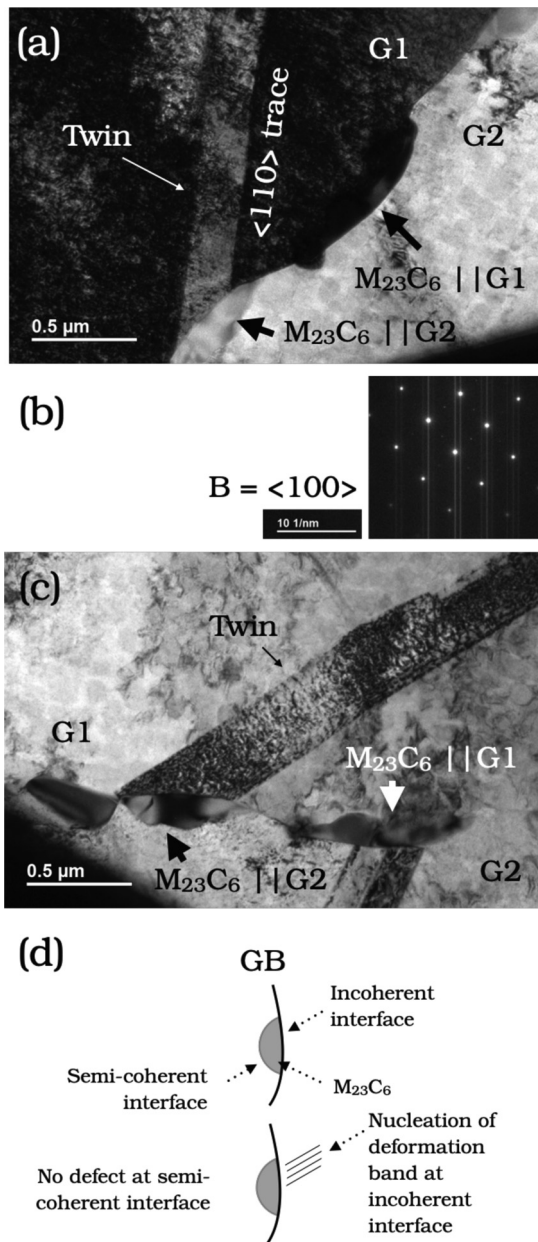 (a)
G1
G2
Twin
<110> trace
M23C6 ||G1
M23C6 ||G2
0.5 µm
(b)
B = <100>
10 1/nm
(c)
Twin
G1
M23C6 ||G1
M23C6 ||G2
G2
0.5 µm
(d)
GB
Incoherent
interface
Semi-coherent
interface
M23C6
Nucleation of
deformation
band at
incoherent
interface
No defect at semi-
coherent interface